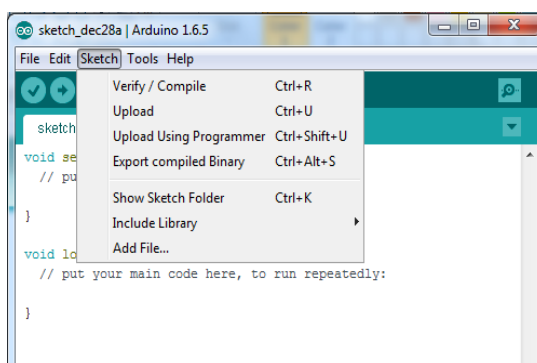 sketch_dec28a | Arduino 1.6.5
File Edit Sketch Tools Help
Verify / Compile Ctrl+R
Upload Ctrl+U
Upload Using Programmer Ctrl+Shift+U
Export compiled Binary Ctrl+Alt+S
Show Sketch Folder Ctrl+K
Include Library
Add File...
sketch
void se
// pu
}
void lo
// put your main code here, to run repeatedly:
}